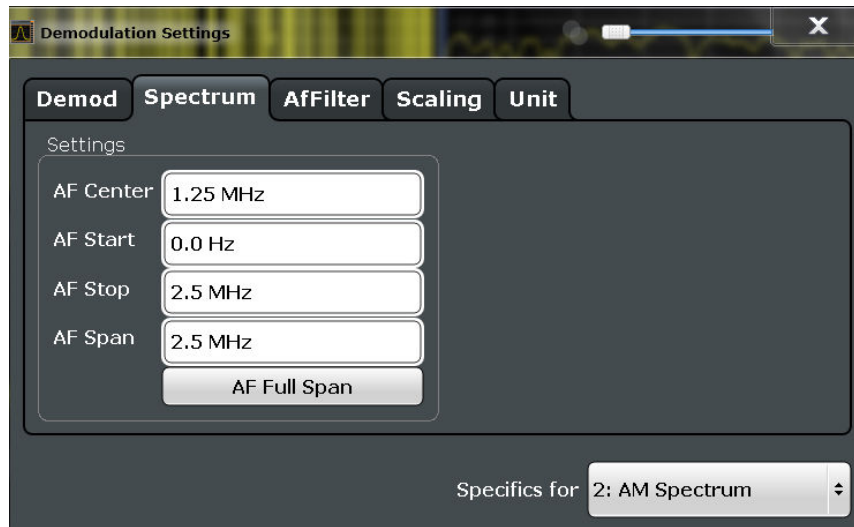 Demodulation Settings
X
Demod Spectrum AfFilter Scaling Unit
Settings
AF Center 1.25 MHz
AF Start 0.0 Hz
AF Stop 2.5 MHz
AF Span 2.5 MHz
AF Full Span
Specifics for 2: AM Spectrum